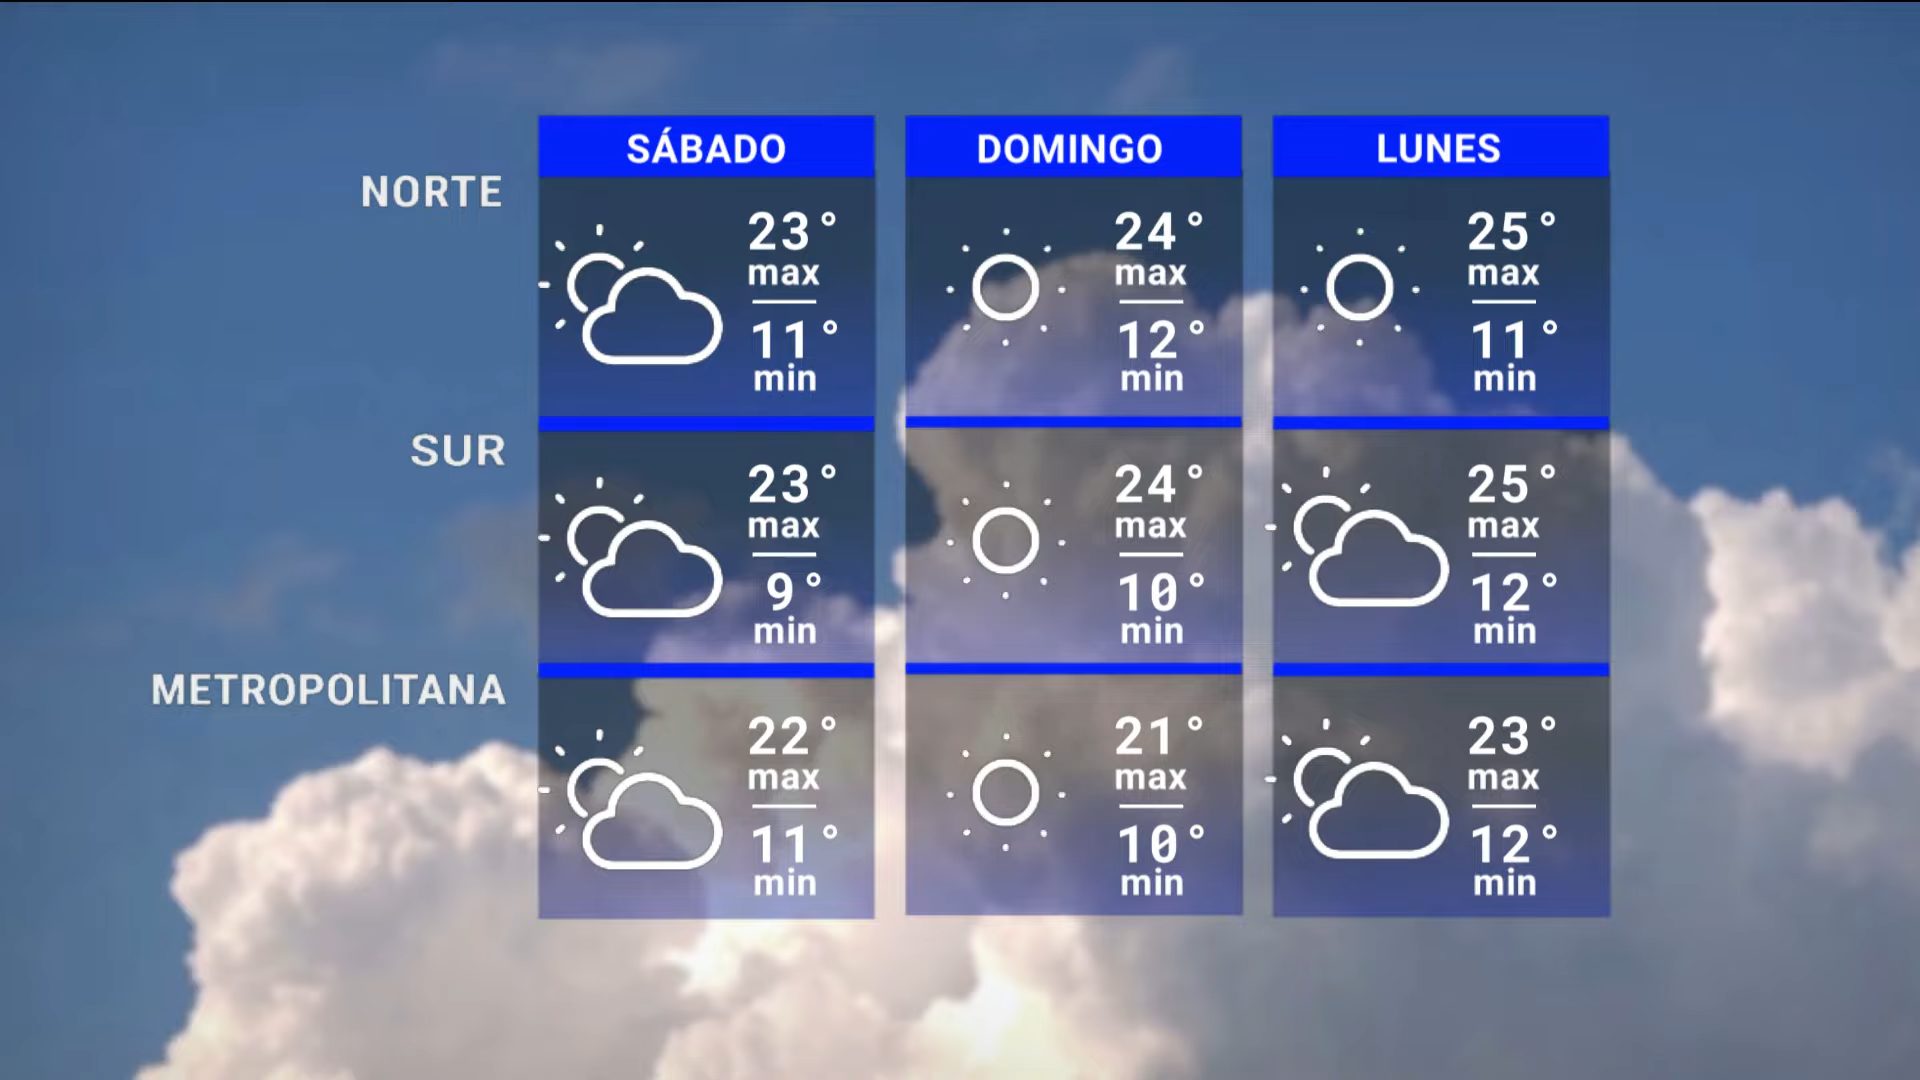 SÁBADO DOMINGO LUNES
NORTE
23° 24° 25°
max max max
11° 12° 11°
min min min
SUR
23° 24° 25°
max max max
9° 10° 12°
min min min
METROPOLITANA
22° 21° 23°
max max max
11° 10° 12°
min min min